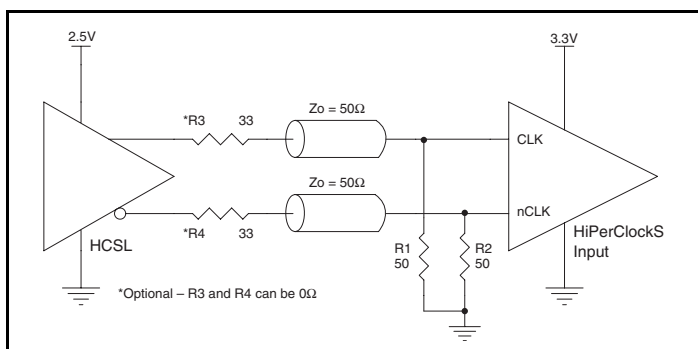 2.5V
3.3V
*R3 33
Zo = 50Ω
CLK
Zo = 50Ω
nCLK
*R4 33
HCSL
HiPerClockS
Input
R1
50
R2
50
*Optional – R3 and R4 can be 0Ω